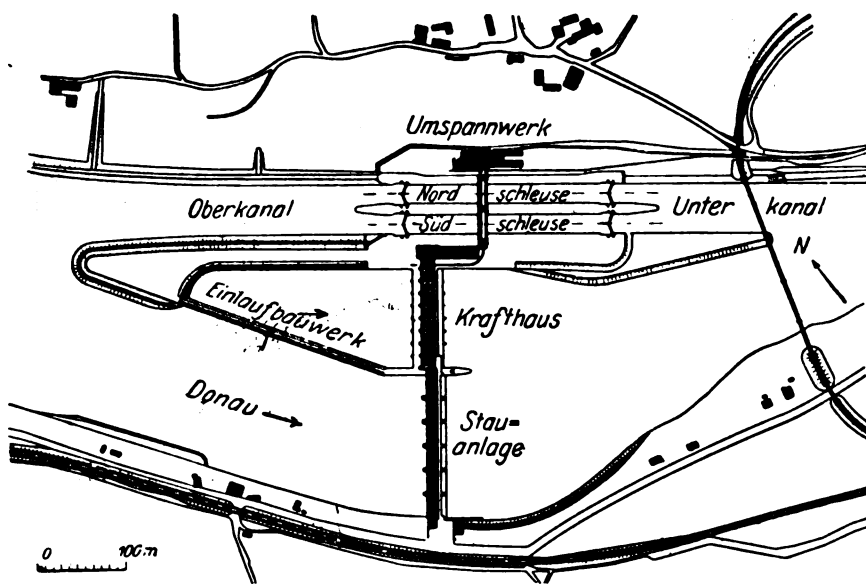 Umspannwerk
Nord schleuse
Oberkanal
Süd schleuse
Unter kanal
N
Einlaufbauwerk
Krafthaus
Donau
Stau=
anlage
0 100 m